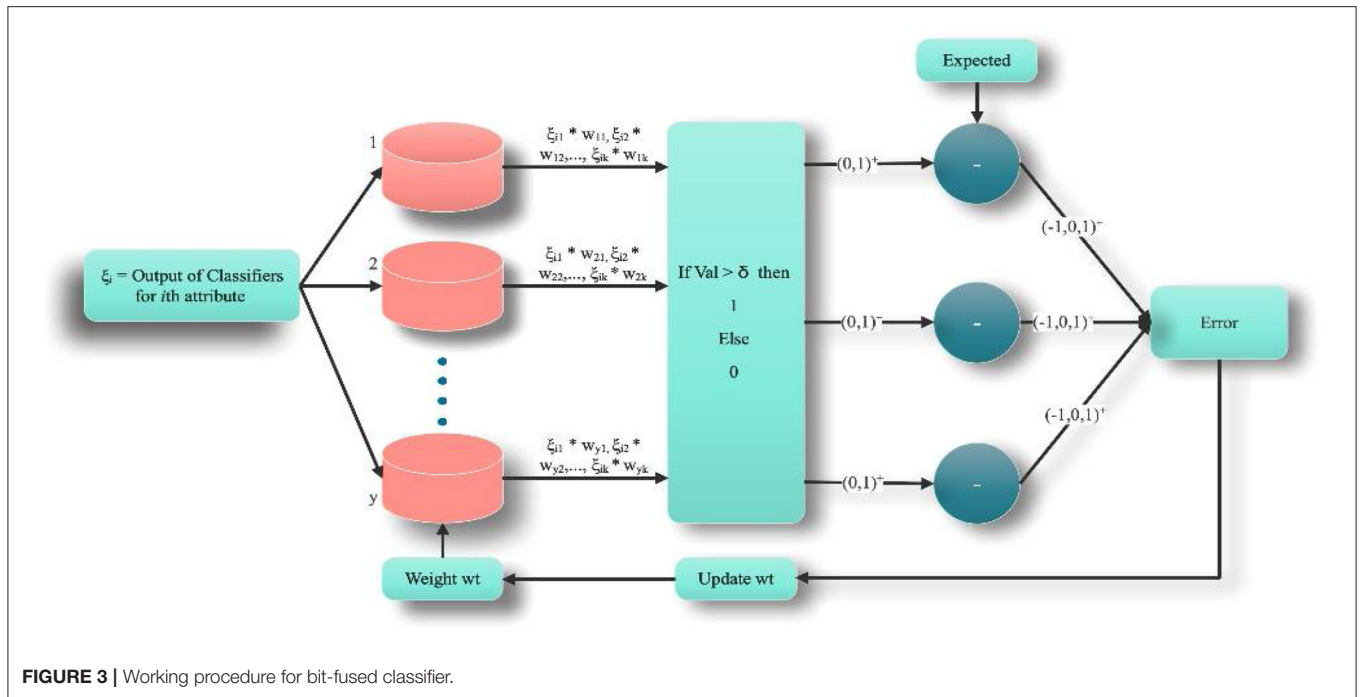 Expected
1
ξi1 * w11, ξi2 *
w12,..., ξik * w1k
(0,1)+
-
(-1,0,1)+
2
ξi1 * w21, ξi2 *
w22,..., ξik * w2k
ξi = Output of Classifiers
for ith attribute
If Val > δ then
1
Else
0
(0,1)-
-
(-1,0,1)+
Error
(-1,0,1)+
ξi1 * wy1, ξi2 *
wy2,..., ξik * wyk
y
(0,1)+
-
Weight wt
Update wt
FIGURE 3 | Working procedure for bit-fused classifier.